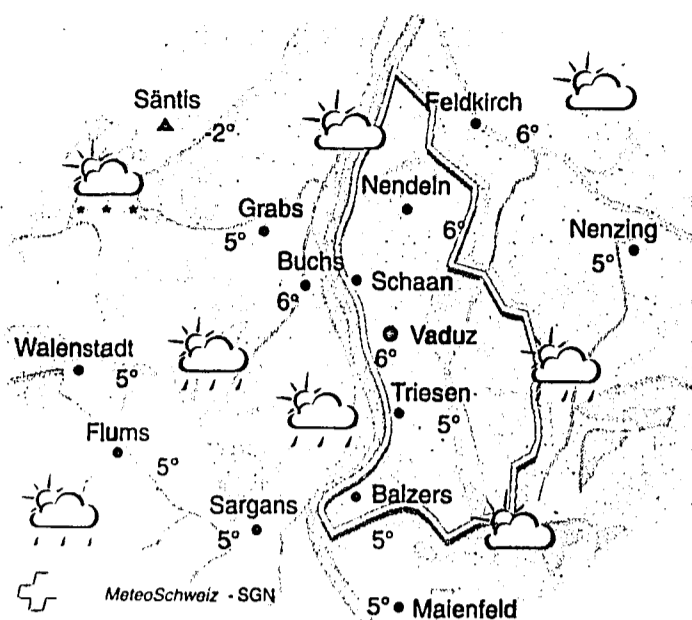 Säntis
-2°
Feldkirch
6°
Nendeln
6°
Grabs
5°
Nenzing
5°
Buchs
6°
Schaan
Vaduz
6°
Walenstadt
5°
Triesen
5°
Flums
5°
Balzers
5°
Sargans
5°
MeteoSchweiz - SGN
5° Maienfeld